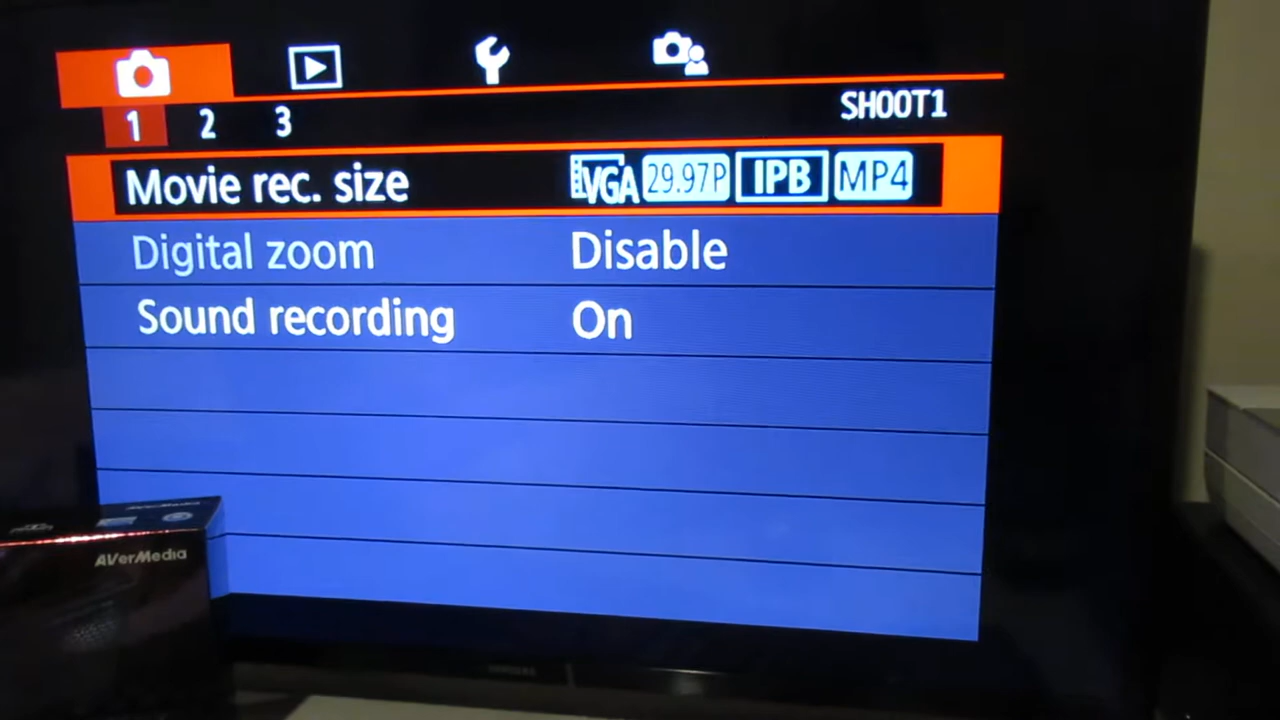 1 2 3
SHOOT1
Movie rec. size VGA 29.97P IPB MP4
Digital zoom Disable
Sound recording On
AVerMedia
AVerMedia